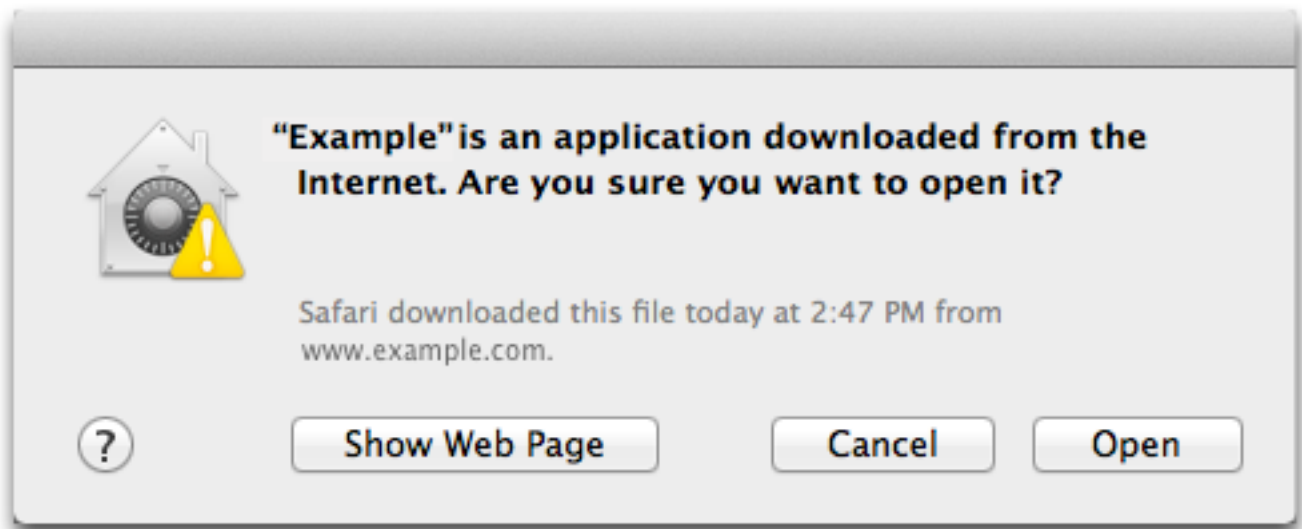 “Example” is an application downloaded from the
Internet. Are you sure you want to open it?
Safari downloaded this file today at 2:47 PM from
www.example.com.
?
Show Web Page
Cancel
Open